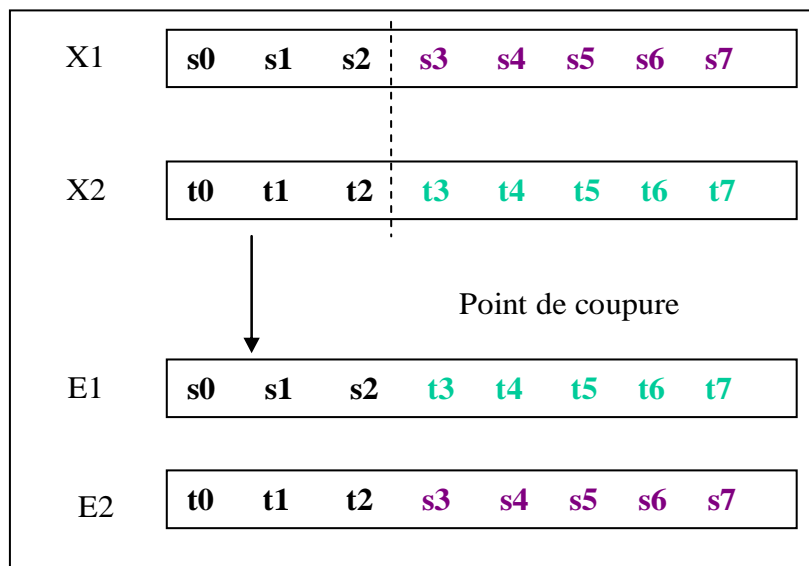 X1 s0 s1 s2 s3 s4 s5 s6 s7
X2 t0 t1 t2 t3 t4 t5 t6 t7
Point de coupure
E1 s0 s1 s2 t3 t4 t5 t6 t7
E2 t0 t1 t2 s3 s4 s5 s6 s7